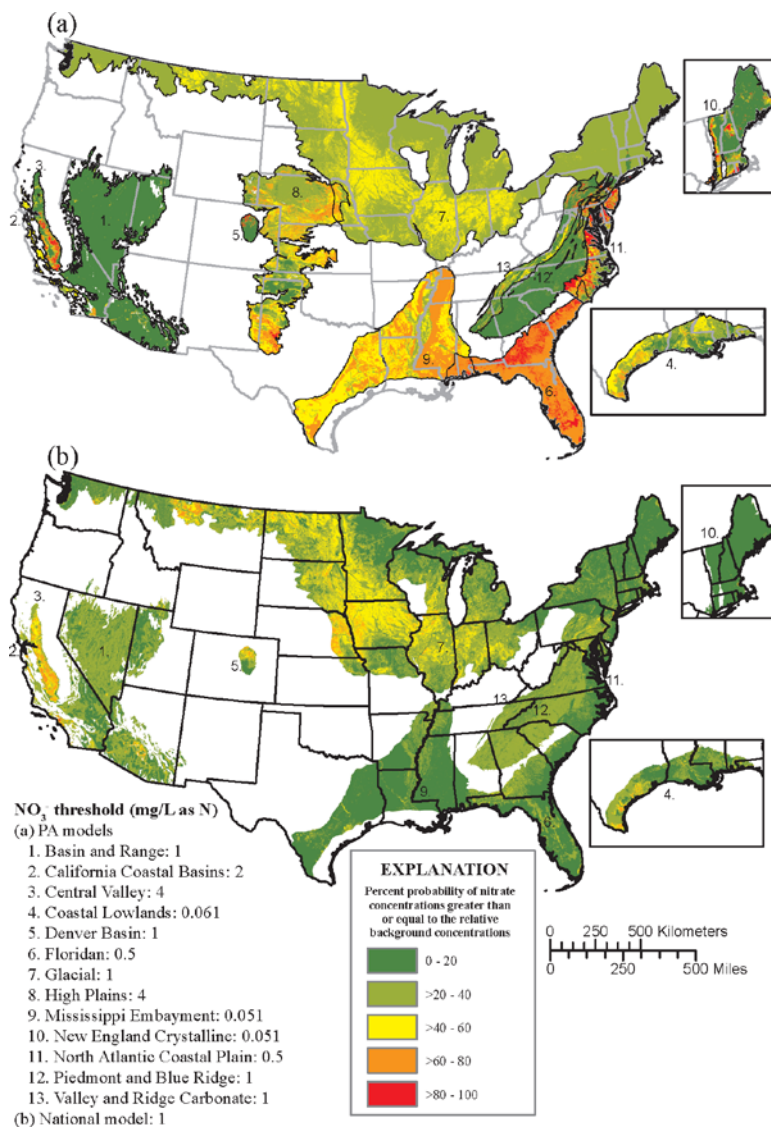 (a)
10.
3
8
2.
1.
7.
5.
11.
13.
12
9
4.
6.
(b)
10.
3.
7.
2.
1.
5.
11.
13.
12.
9
4.
6.
NO3- threshold (mg/L as N)
(a) PA models
1. Basin and Range: 1
2. California Coastal Basins: 2
3. Central Valley: 4
4. Coastal Lowlands: 0.061
5. Denver Basin: 1
6. Floridan: 0.5
7. Glacial: 1
8. High Plains: 4
9. Mississippi Embayment: 0.051
10. New England Crystalline: 0.051
11. North Atlantic Coastal Plain: 0.5
12. Piedmont and Blue Ridge: 1
13. Valley and Ridge Carbonate: 1
(b) National model: 1
EXPLANATION
Percent probability of nitrate
concentrations greater than
or equal to the relative
background concentrations
0 - 20
>20 - 40
>40 - 60
>60 - 80
>80 - 100
0 250 500 Kilometers
0 250 500 Miles